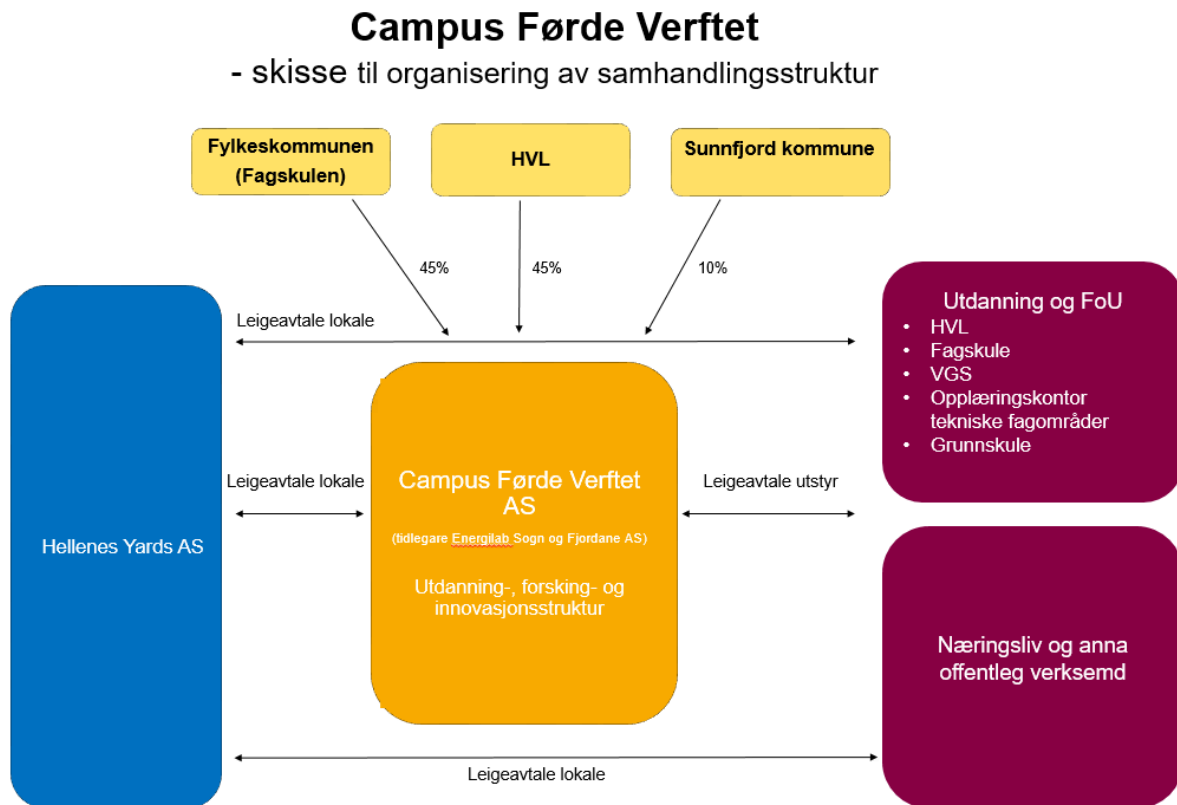 Campus Førde Verftet
- skisse til organisering av samhandlingsstruktur
Fylkeskommunen
(Fagskulen)
HVL
Sunnfjord kommune
45%
45%
10%
Leigeavtale lokale
Utdanning og FoU
• HVL
• Fagskule
• VGS
• Opplæringskontor
tekniske fagområder
• Grunnskule
Leigeavtale lokale
Campus Førde Verftet
AS
(tidlegare Energilab Sogn og Fjordane AS)
Utdanning-, forsking- og
innovasjonsstruktur
Leigeavtale utstyr
Hellenes Yards AS
Næringsliv og anna
offentleg verksemd
Leigeavtale lokale